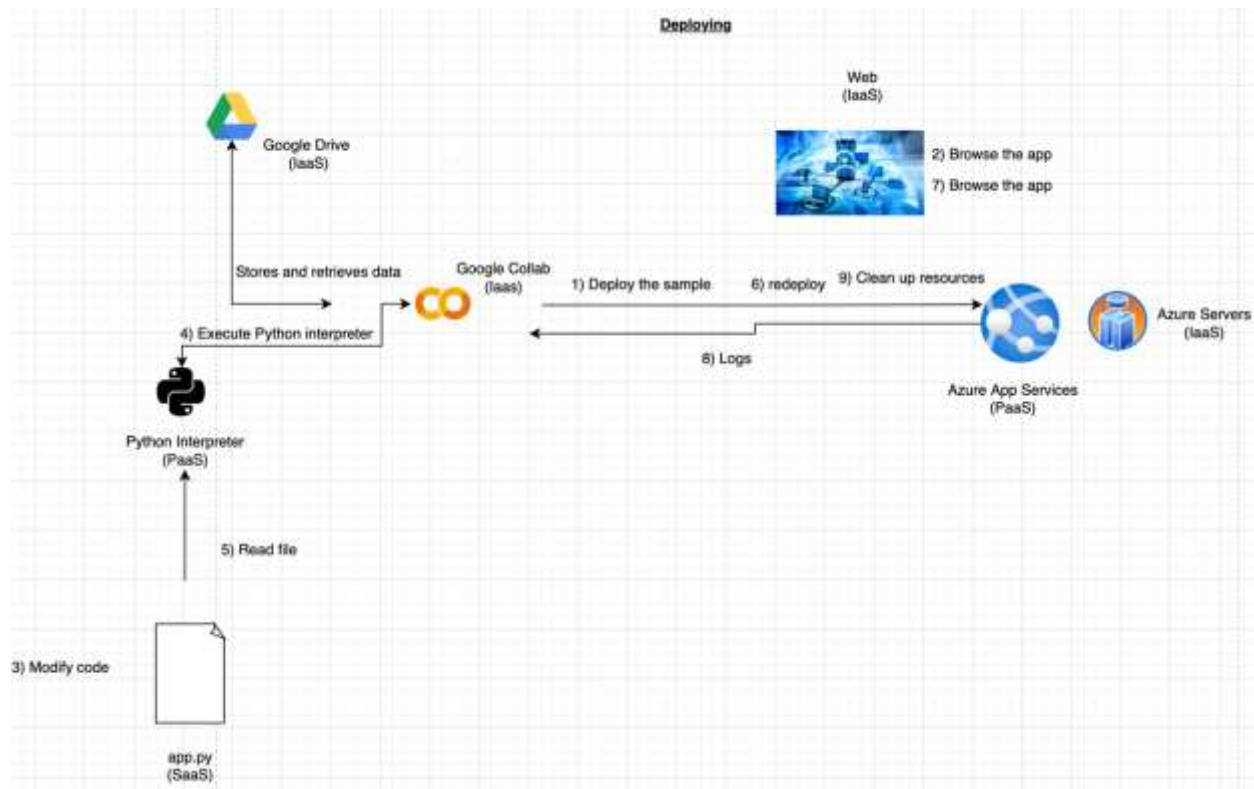 Deploying
Web
(IaaS)
Google Drive
(IaaS)
2) Browse the app
7) Browse the app
Stores and retrieves data
Google Collab
(Iaas)
1) Deploy the sample
6) redeploy
9) Clean up resources
4) Execute Python interpreter
8) Logs
Azure Servers
(IaaS)
Azure App Services
(PaaS)
Python Interpreter
(PaaS)
5) Read file
3) Modify code
app.py
(SaaS)